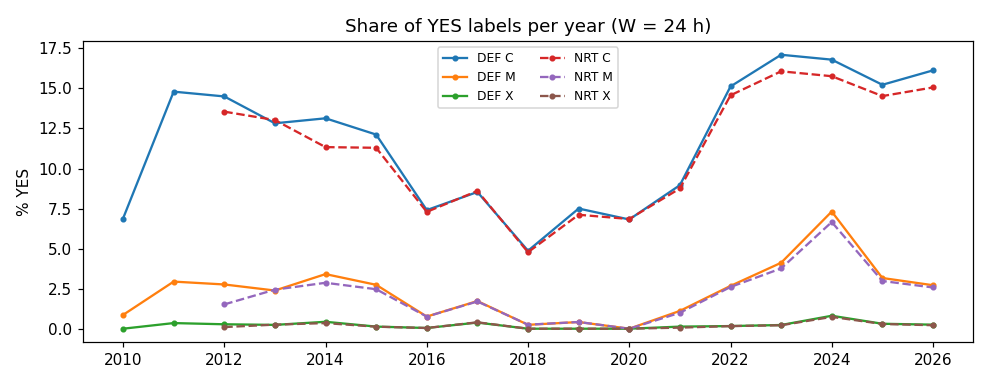 Share of YES labels per year (W = 24 h)
% YES
17.5
15.0
12.5
10.0
7.5
5.0
2.5
0.0
DEF C
DEF M
DEF X
NRT C
NRT M
NRT X
2010 2012 2014 2016 2018 2020 2022 2024 2026